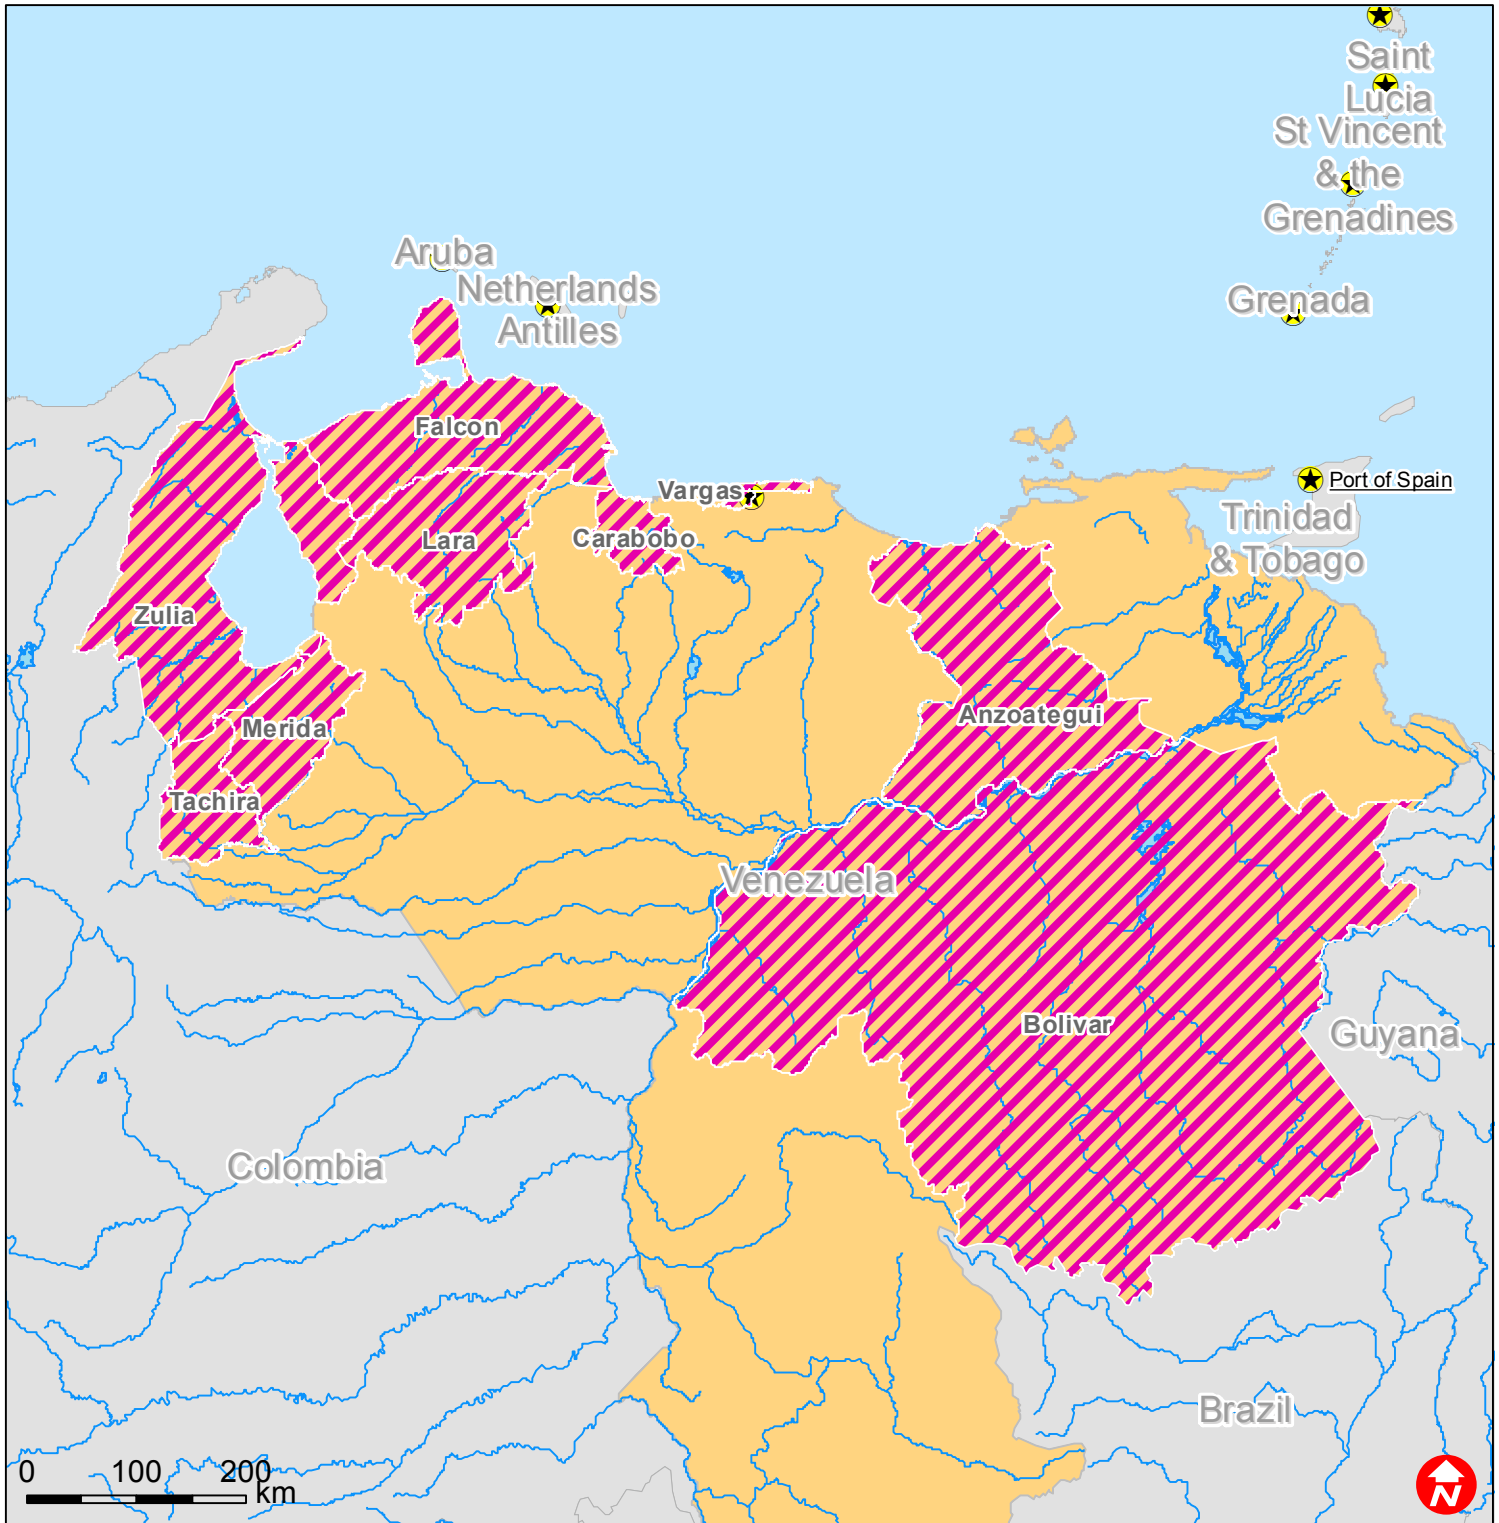 Saint
Lucia
St Vincent
& the
Grenadines
Aruba
Netherlands
Antilles
Grenada
Falcon
Port of Spain
Vargas
Trinidad
& Tobago
Lara
Carabobo
Zulia
Merida
Anzoategui
Tachira
Venezuela
Bolivar
Guyana
Colombia
Brazil
0 100 200
km
N